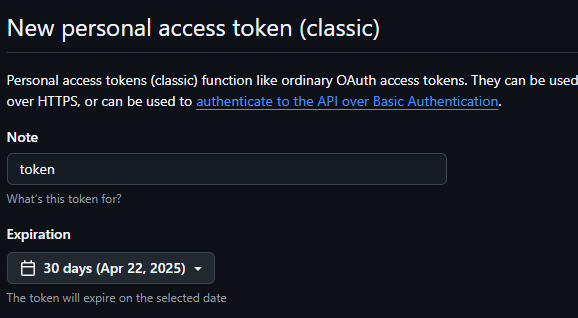 New personal access token (classic)
Personal access tokens (classic) function like ordinary OAuth access tokens. They can be used
over HTTPS, or can be used to authenticate to the API over Basic Authentication.
Note
token
What's this token for?
Expiration
30 days (Apr 22, 2025)
The token will expire on the selected date